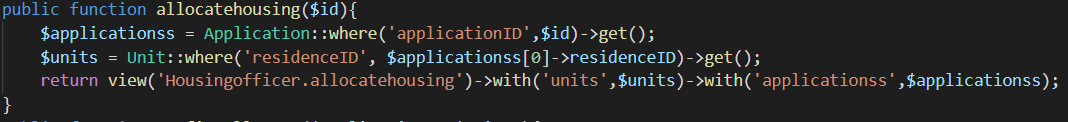 public function allocatehousing($id){
$applicationss = Application::where('applicationID',$id)->get();
$units = Unit::where('residenceID', $applicationss[0]->residenceID)->get();
return view('Housingofficer.allocatehousing')->with('units',$units)->with('applicationss',$applicationss);
}